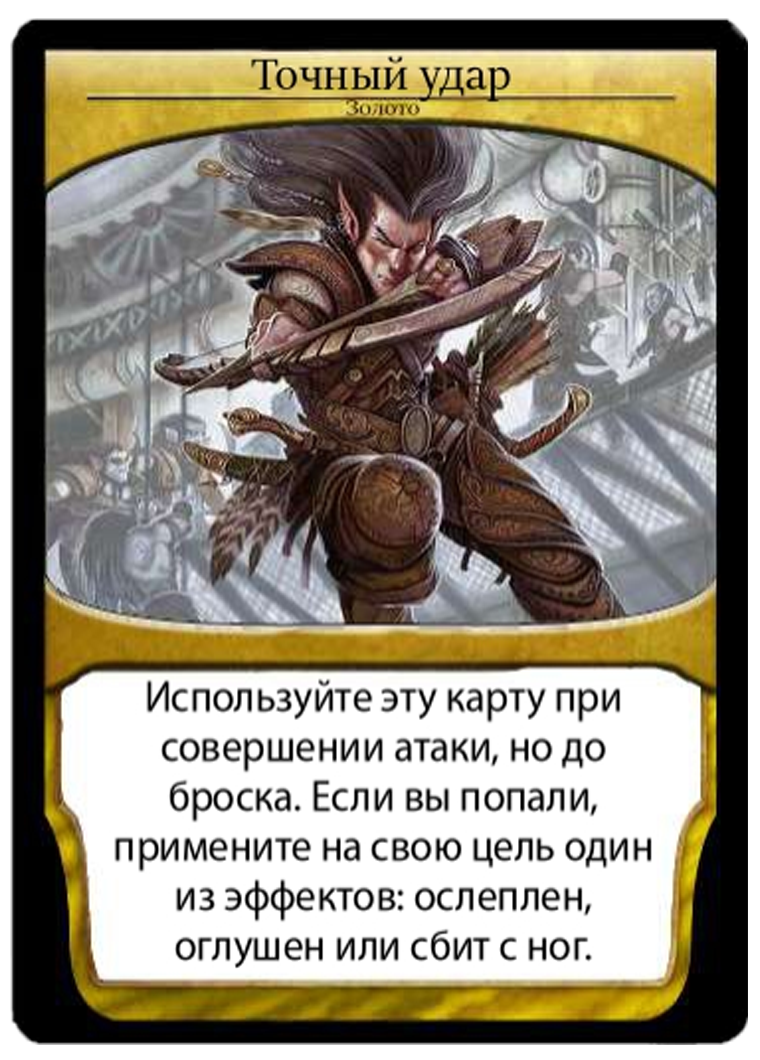 Точный удар
Золото
Используйте эту карту при
совершении атаки, но до
броска. Если вы попали,
примените на свою цель один
из эффектов: ослеплен,
оглушен или сбит с ног.